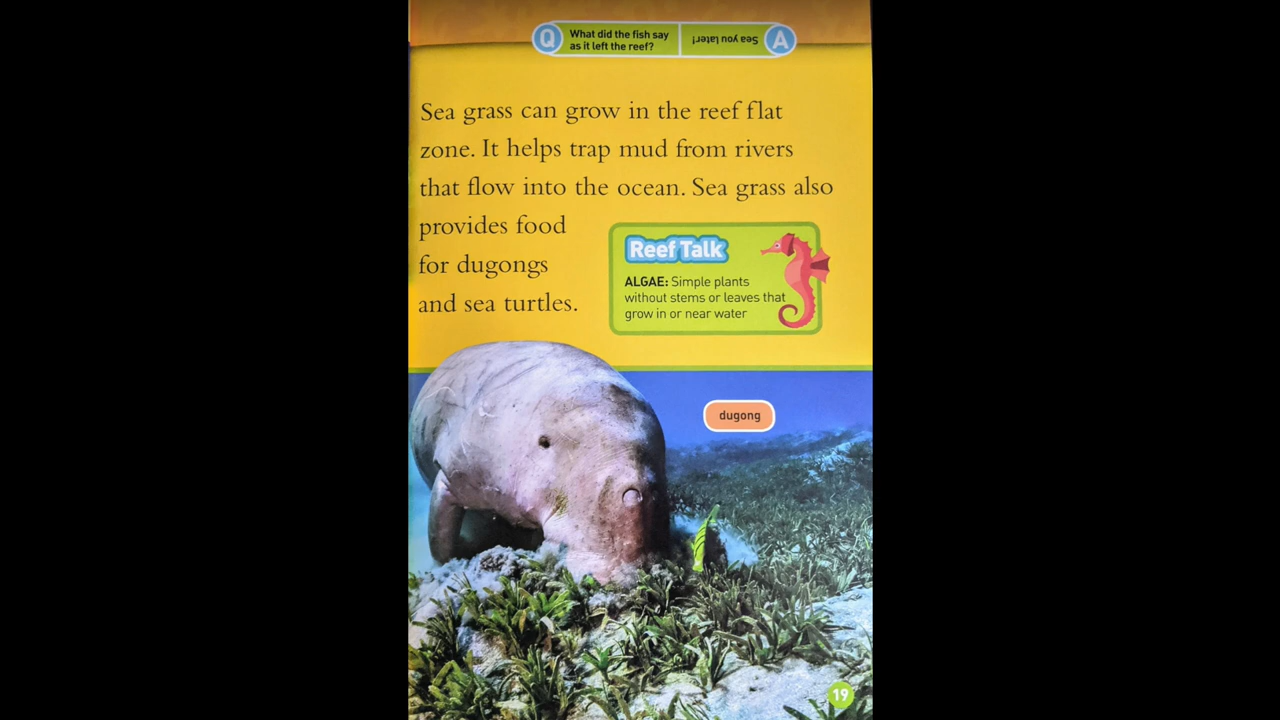 Q
What did the fish say
as it left the reef?
Sea you later!
A
Sea grass can grow in the reef flat
zone. It helps trap mud from rivers
that flow into the ocean. Sea grass also
provides food
for dugongs
and sea turtles.
Reef Talk
ALGAE: Simple plants
without stems or leaves that
grow in or near water
dugong
19